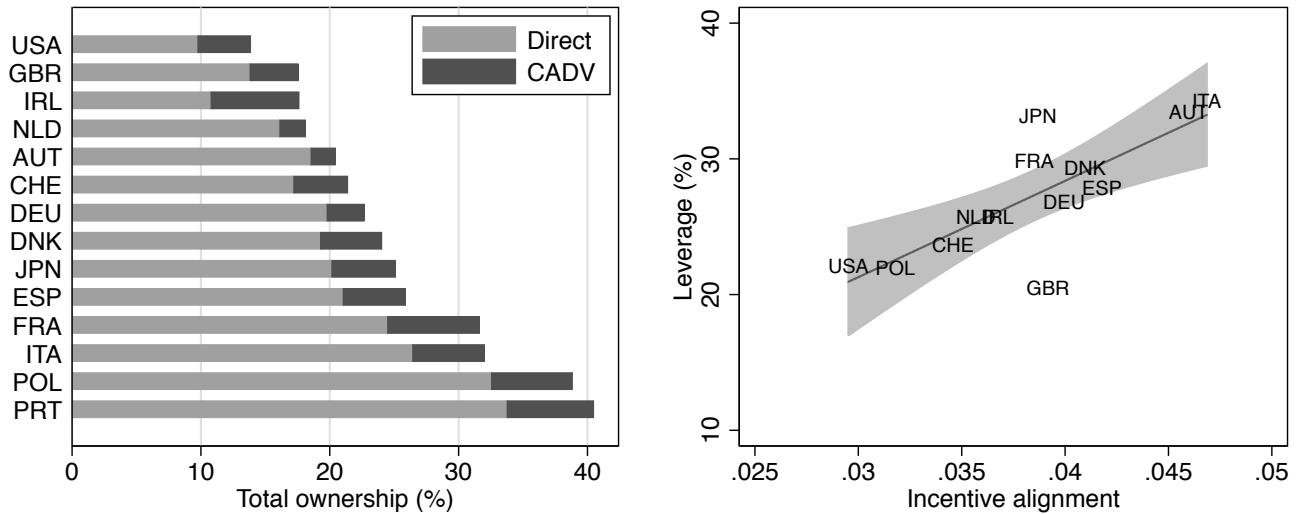 USA
GBR
IRL
NLD
AUT
CHE
DEU
DNK
JPN
ESP
FRA
ITA
POL
PRT
Direct
CADV
0 10 20 30 40
Total ownership (%)
40
30
20
10
Leverage (%)
ITA
AUT
JPN
FRA
DNK
ESP
DEU
NLD
IRL
CHE
USA
POL
GBR
.025 .03 .035 .04 .045 .05
Incentive alignment